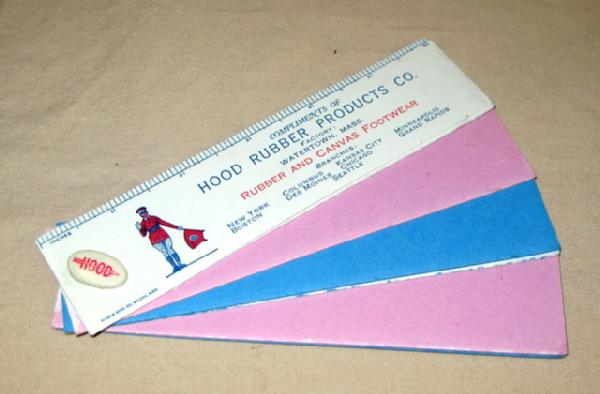 COMPLIMENTS OF
HOOD RUBBER PRODUCTS CO.
FACTORY:
WATERTOWN, MASS.
RUBBER AND CANVAS FOOTWEAR
BRANCHES:
NEW YORK COLUMBUS KANSAS CITY MINNEAPOLIS
BOSTON DES MOINES CHICAGO GRAND RAPIDS
SEATTLE
INCHES
HOOD